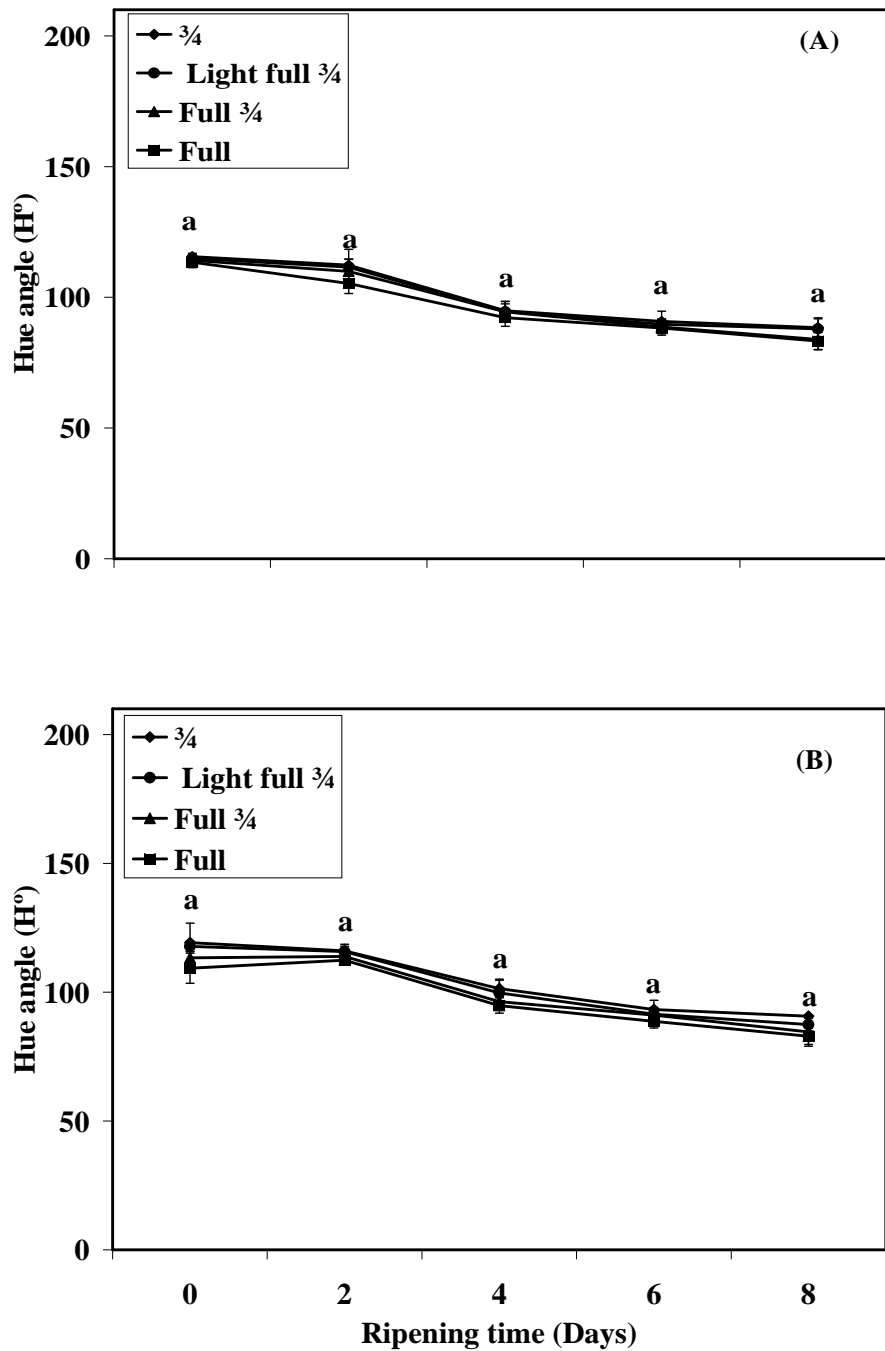 200
150
100
50
0
Hue angle (Hº)
¾
Light full ¾
Full ¾
Full
(A)
a
a
a
a
a
200
150
100
50
0
Hue angle (Hº)
¾
Light full ¾
Full ¾
Full
(B)
a
a
a
a
a
0 2 4 6 8
Ripening time (Days)